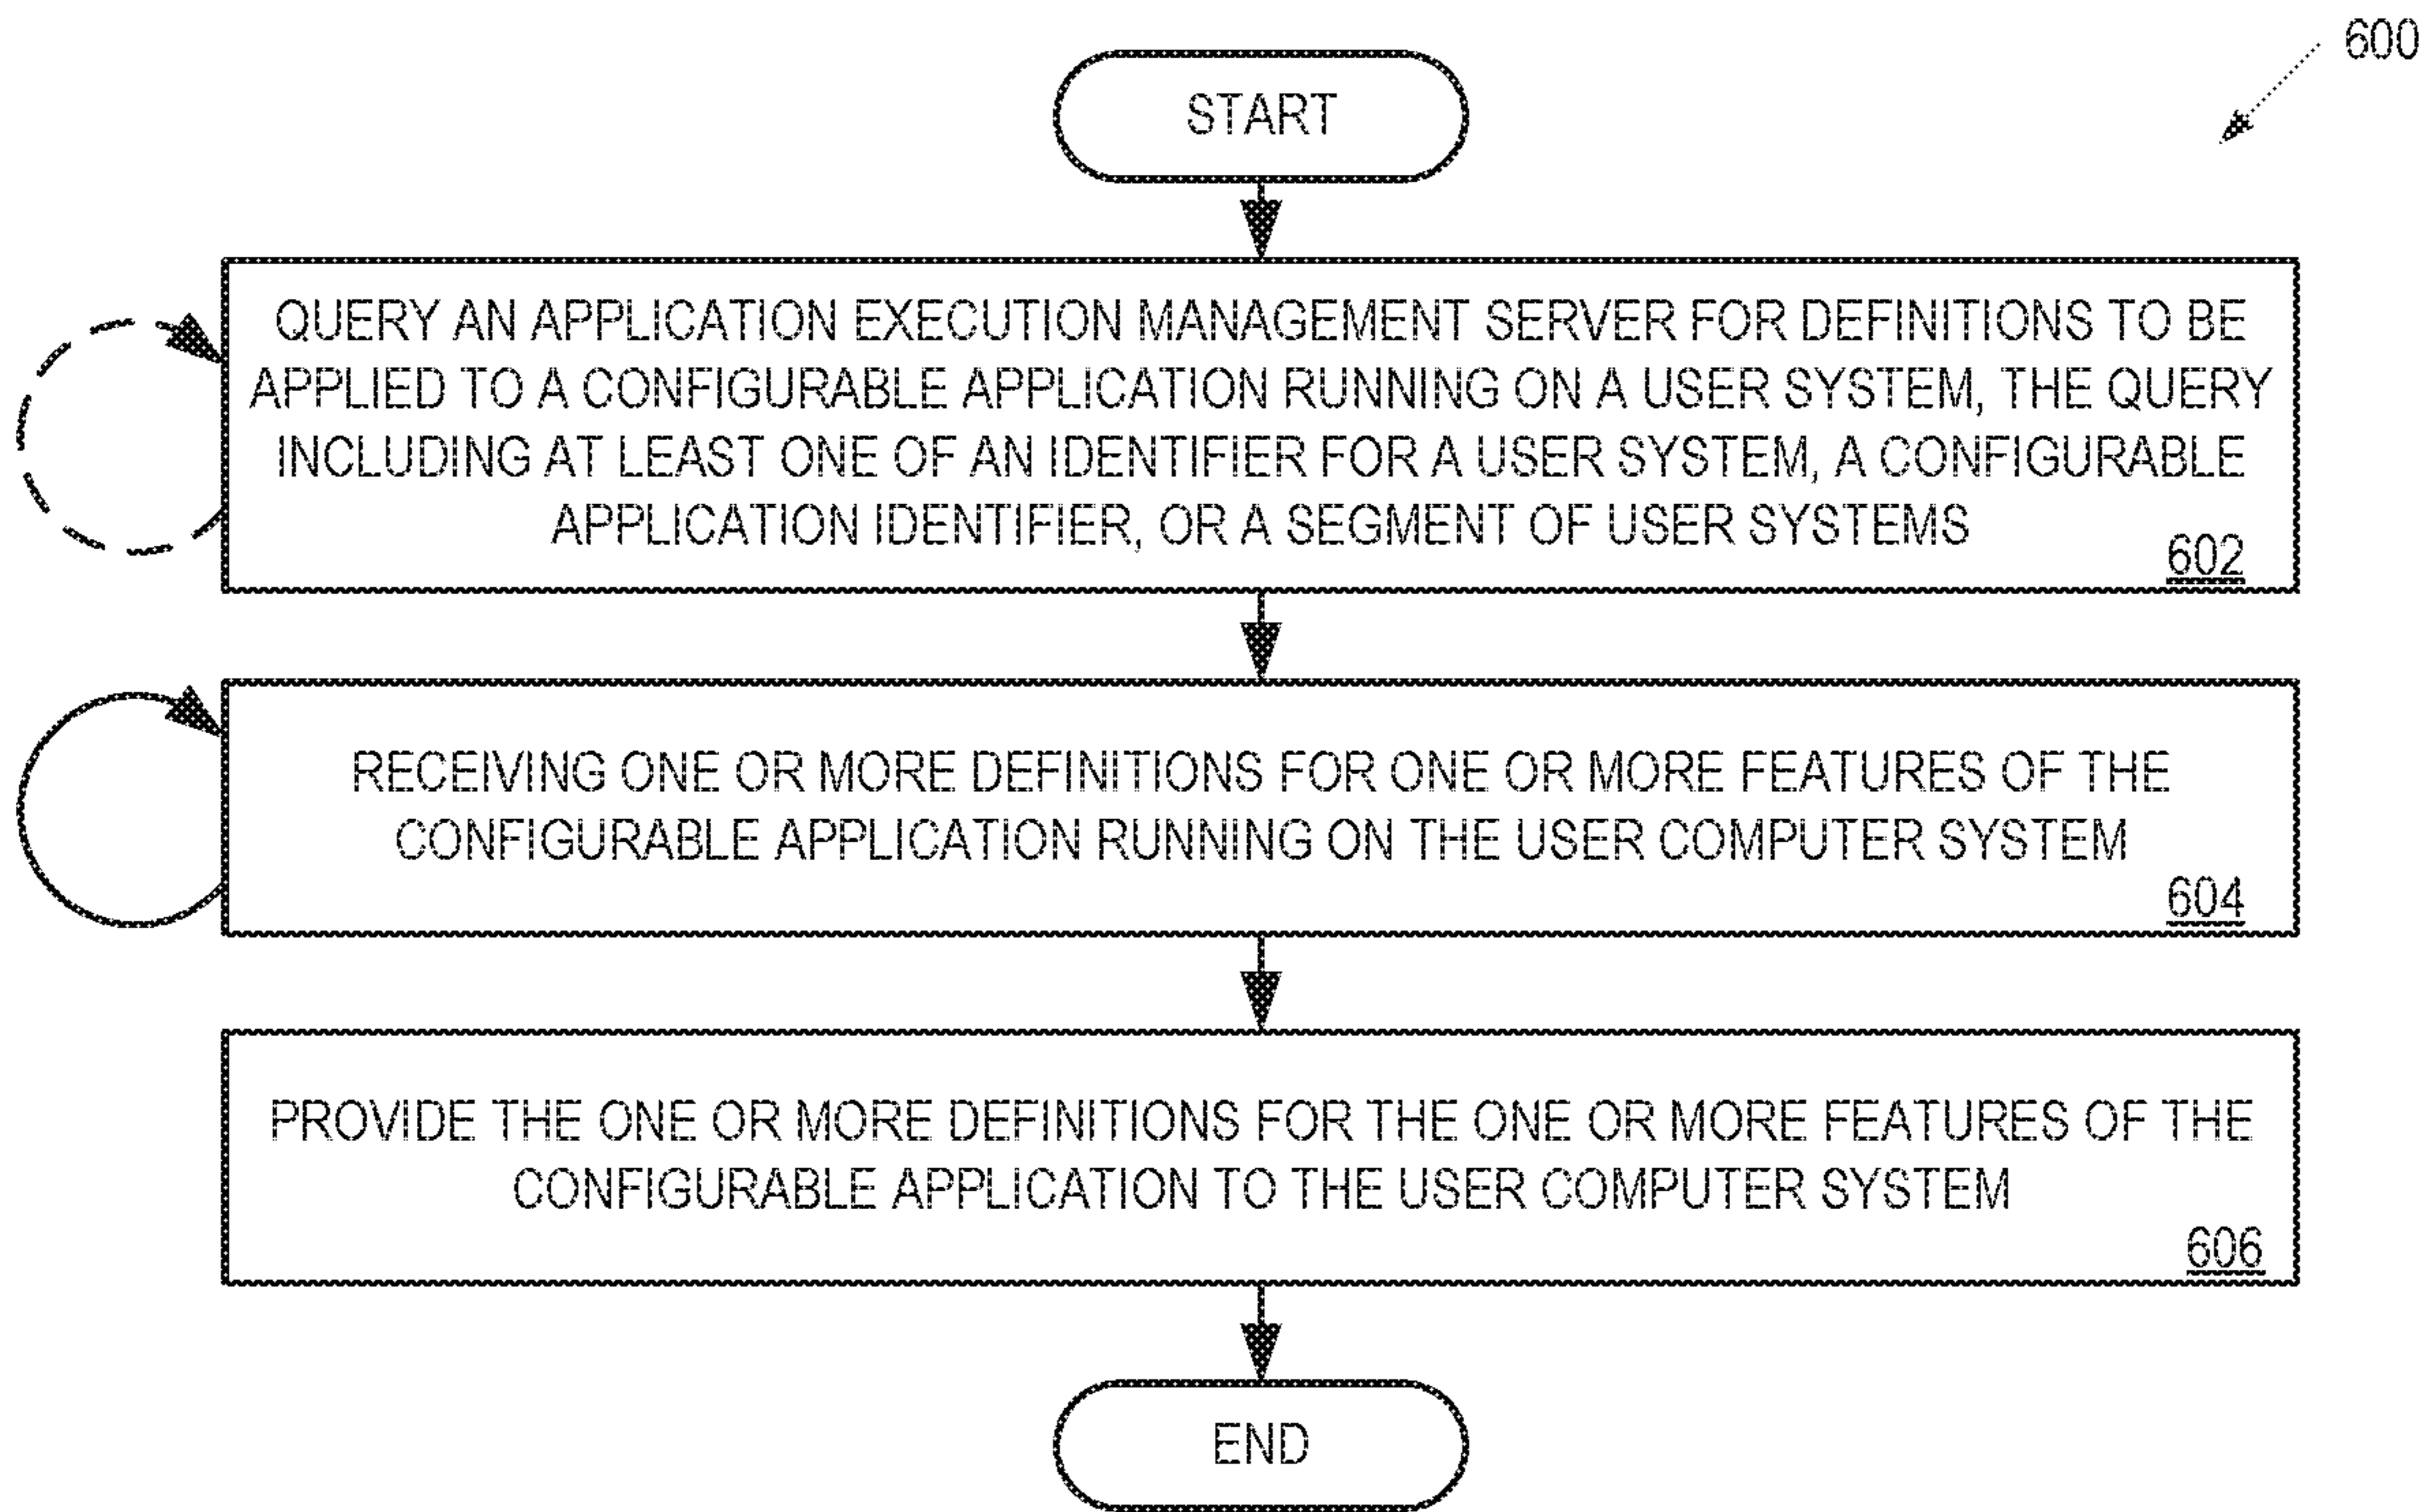 600
START
QUERY AN APPLICATION EXECUTION MANAGEMENT SERVER FOR DEFINITIONS TO BE
APPLIED TO A CONFIGURABLE APPLICATION RUNNING ON A USER SYSTEM, THE QUERY
INCLUDING AT LEAST ONE OF AN IDENTIFIER FOR A USER SYSTEM, A CONFIGURABLE
APPLICATION IDENTIFIER, OR A SEGMENT OF USER SYSTEMS
602
RECEIVING ONE OR MORE DEFINITIONS FOR ONE OR MORE FEATURES OF THE
CONFIGURABLE APPLICATION RUNNING ON THE USER COMPUTER SYSTEM
604
PROVIDE THE ONE OR MORE DEFINITIONS FOR THE ONE OR MORE FEATURES OF THE
CONFIGURABLE APPLICATION TO THE USER COMPUTER SYSTEM
606
END